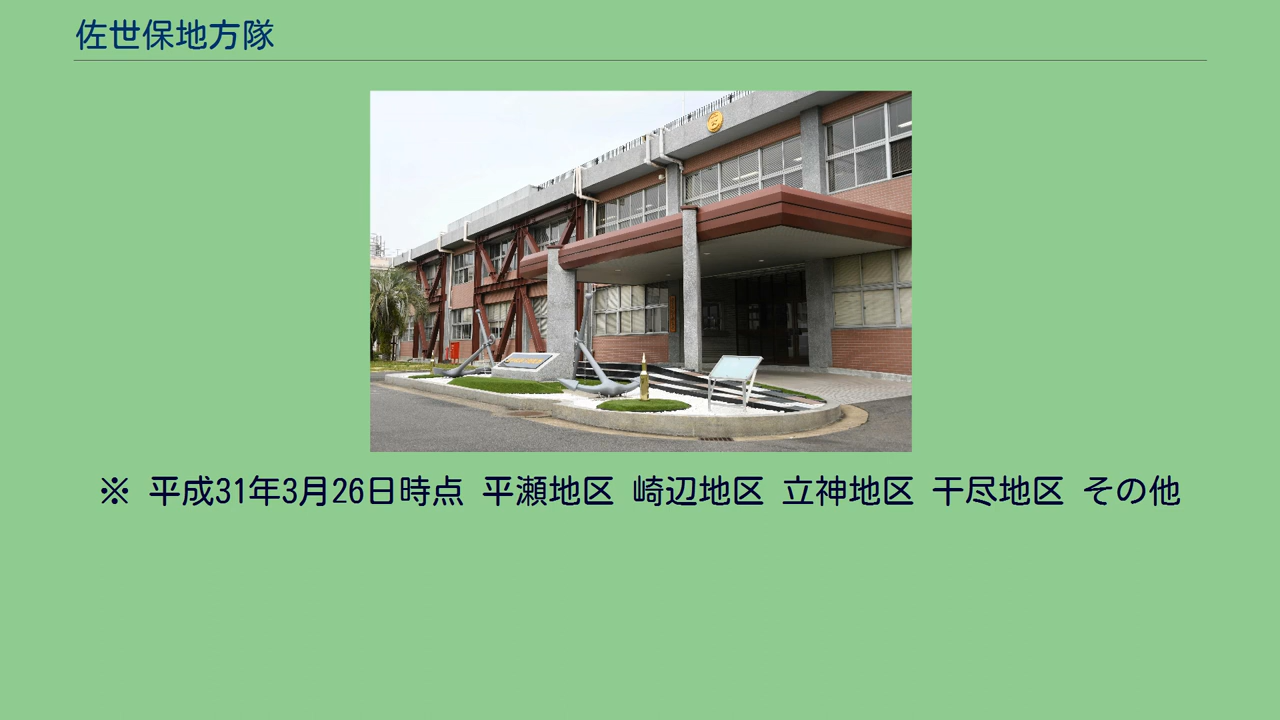 佐世保地方隊
※ 平成31年3月26日時点 平瀬地区 崎辺地区 立神地区 干尽地区 その他